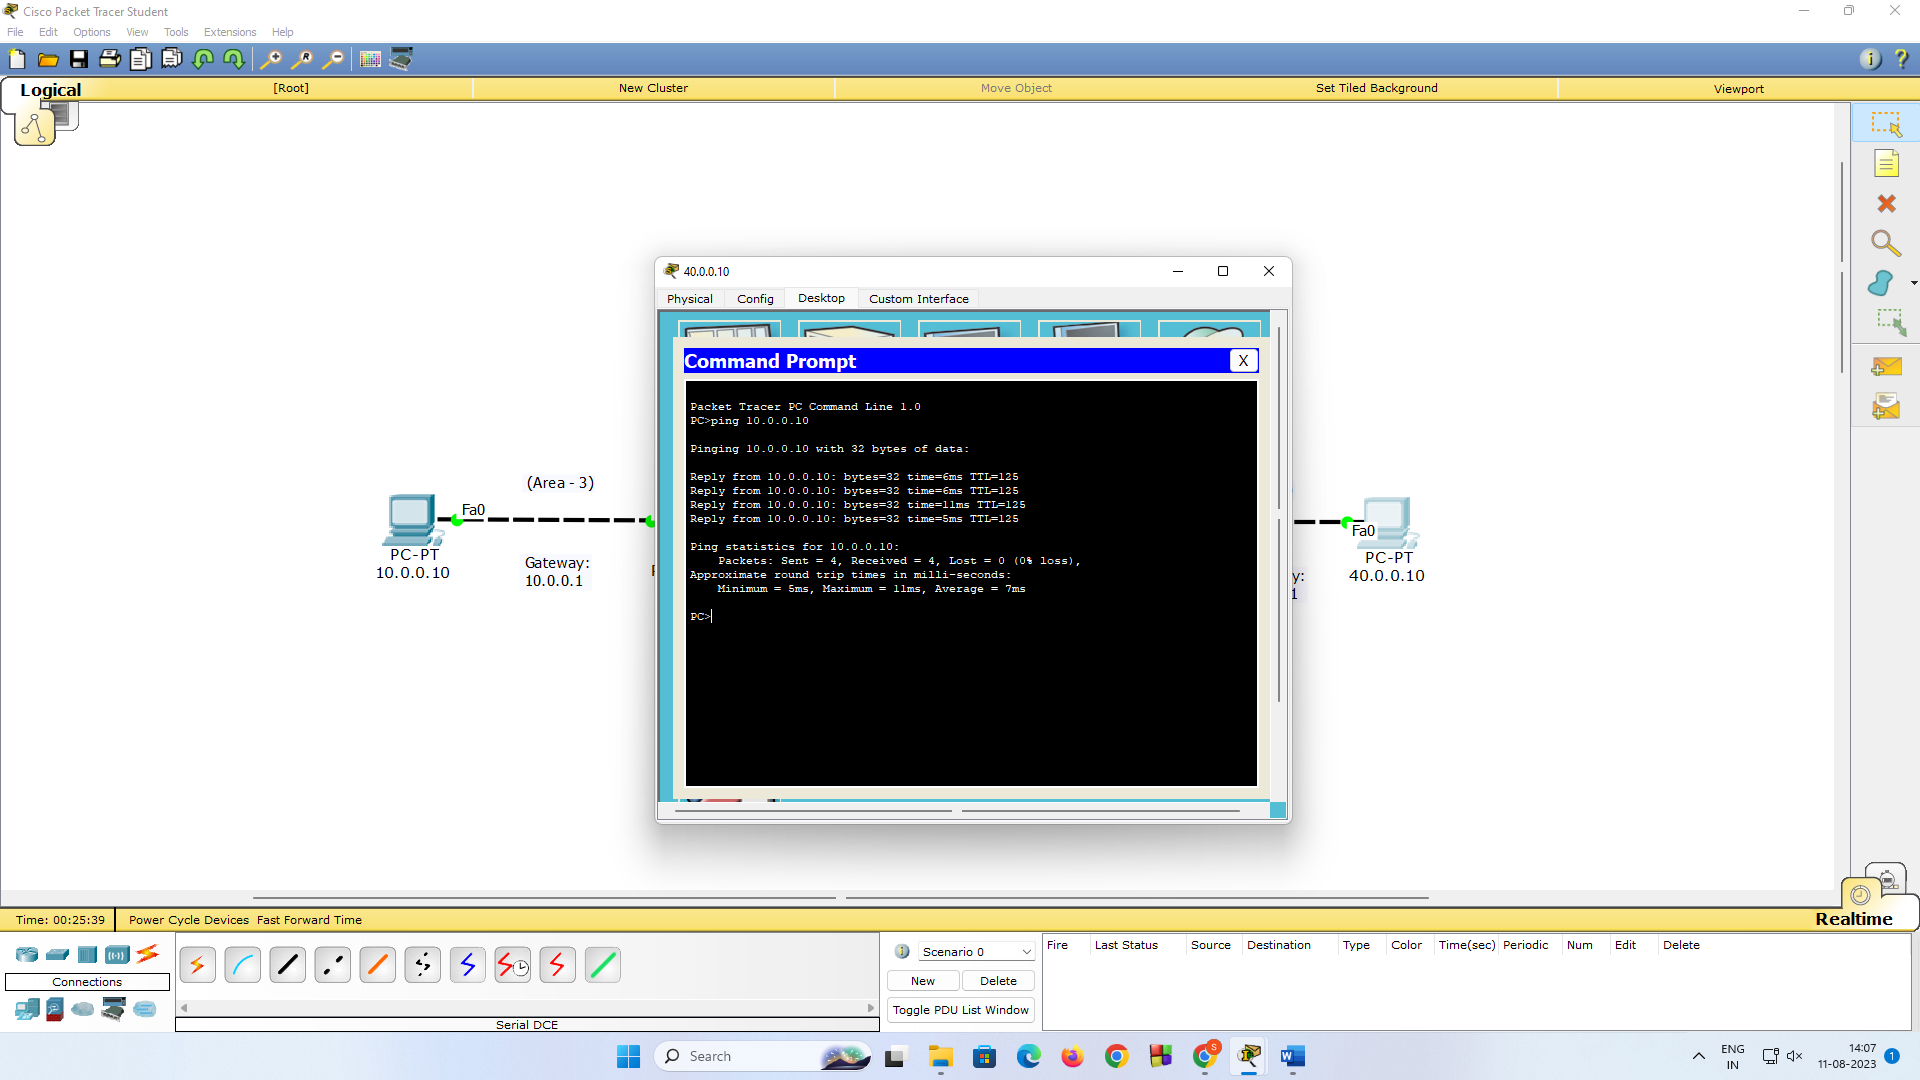 Cisco Packet Tracer Student
File Edit Options View Tools Extensions Help
Logical [Root] New Cluster Move Object Set Tiled Background Viewport
40.0.0.10
Physical Config Desktop Custom Interface
Command Prompt X
Packet Tracer PC Command Line 1.0
PC>ping 10.0.0.10
Pinging 10.0.0.10 with 32 bytes of data:
Reply from 10.0.0.10: bytes=32 time=6ms TTL=125
Reply from 10.0.0.10: bytes=32 time=6ms TTL=125
Reply from 10.0.0.10: bytes=32 time=11ms TTL=125
Reply from 10.0.0.10: bytes=32 time=5ms TTL=125
Ping statistics for 10.0.0.10:
Packets: Sent = 4, Received = 4, Lost = 0 (0% loss),
Approximate round trip times in milli-seconds:
Minimum = 5ms, Maximum = 11ms, Average = 7ms
PC>
(Area - 3)
Fa0
PC-PT
10.0.0.10
Gateway:
10.0.0.1
Fa0
PC-PT
40.0.0.10
y:
1
Time: 00:25:39 Power Cycle Devices Fast Forward Time
Realtime
Connections
Serial DCE
Scenario 0
New Delete
Toggle PDU List Window
Fire Last Status Source Destination Type Color Time(sec) Periodic Num Edit Delete
Search
ENG
IN
14:07
11-08-2023
1